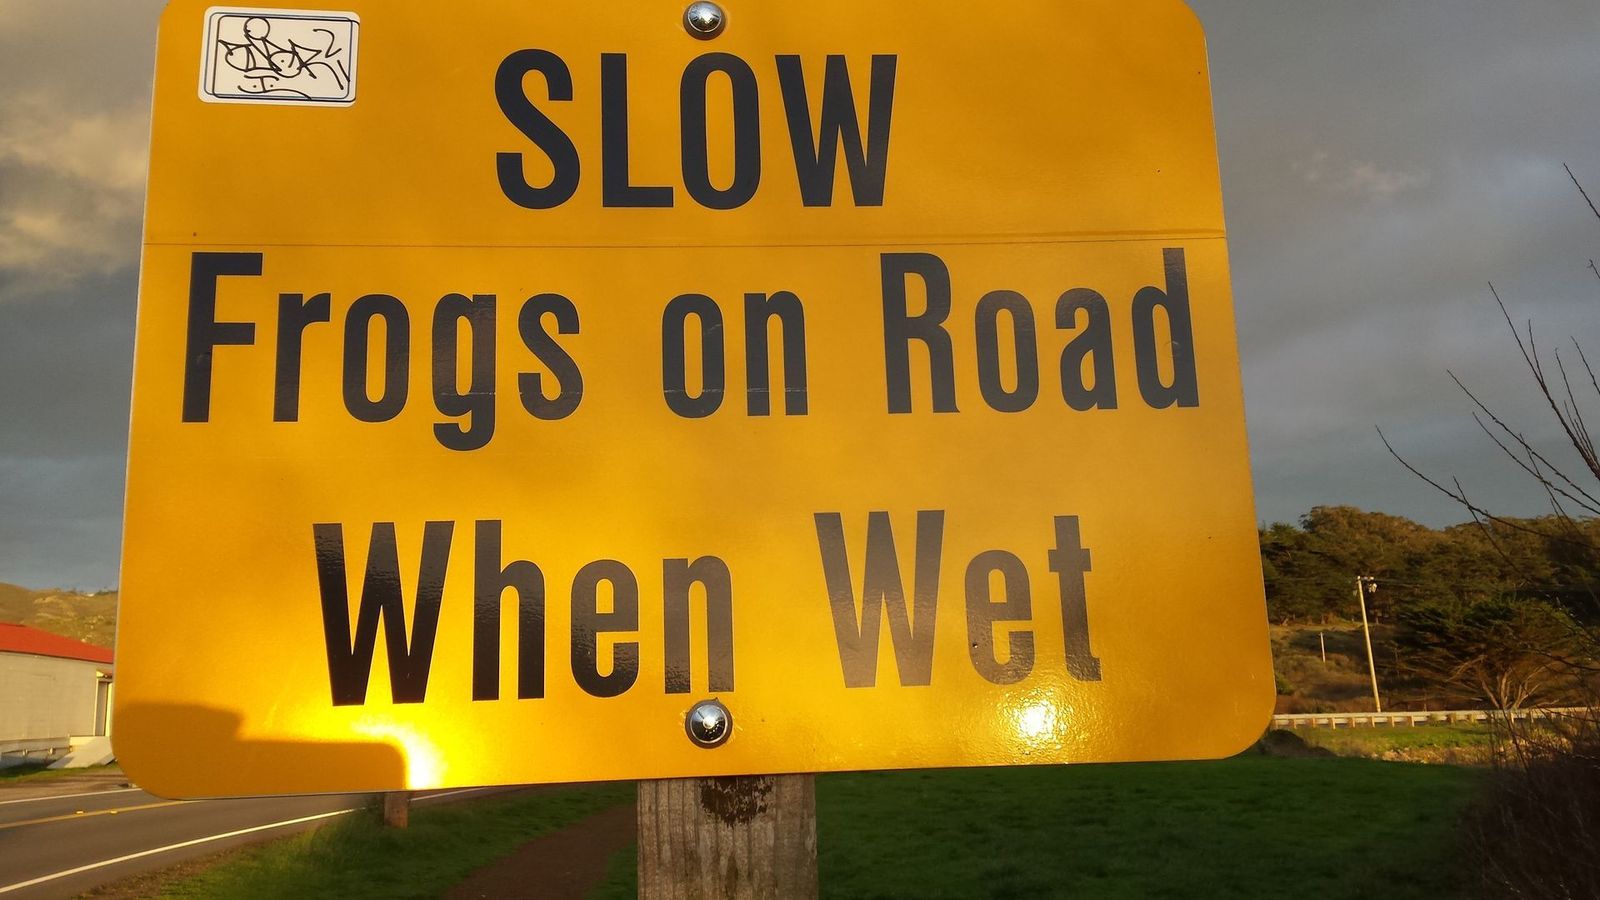 SLOW
Frogs on Road
When Wet